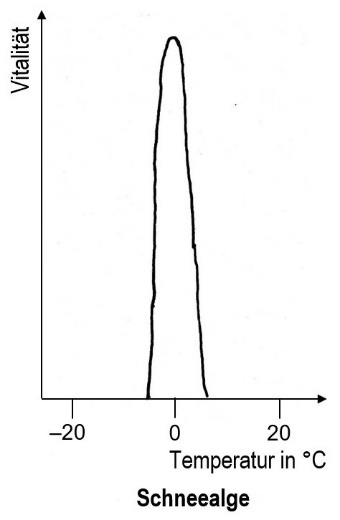 Vitalität
–20 0 20
Temperatur in °C
Schneealge